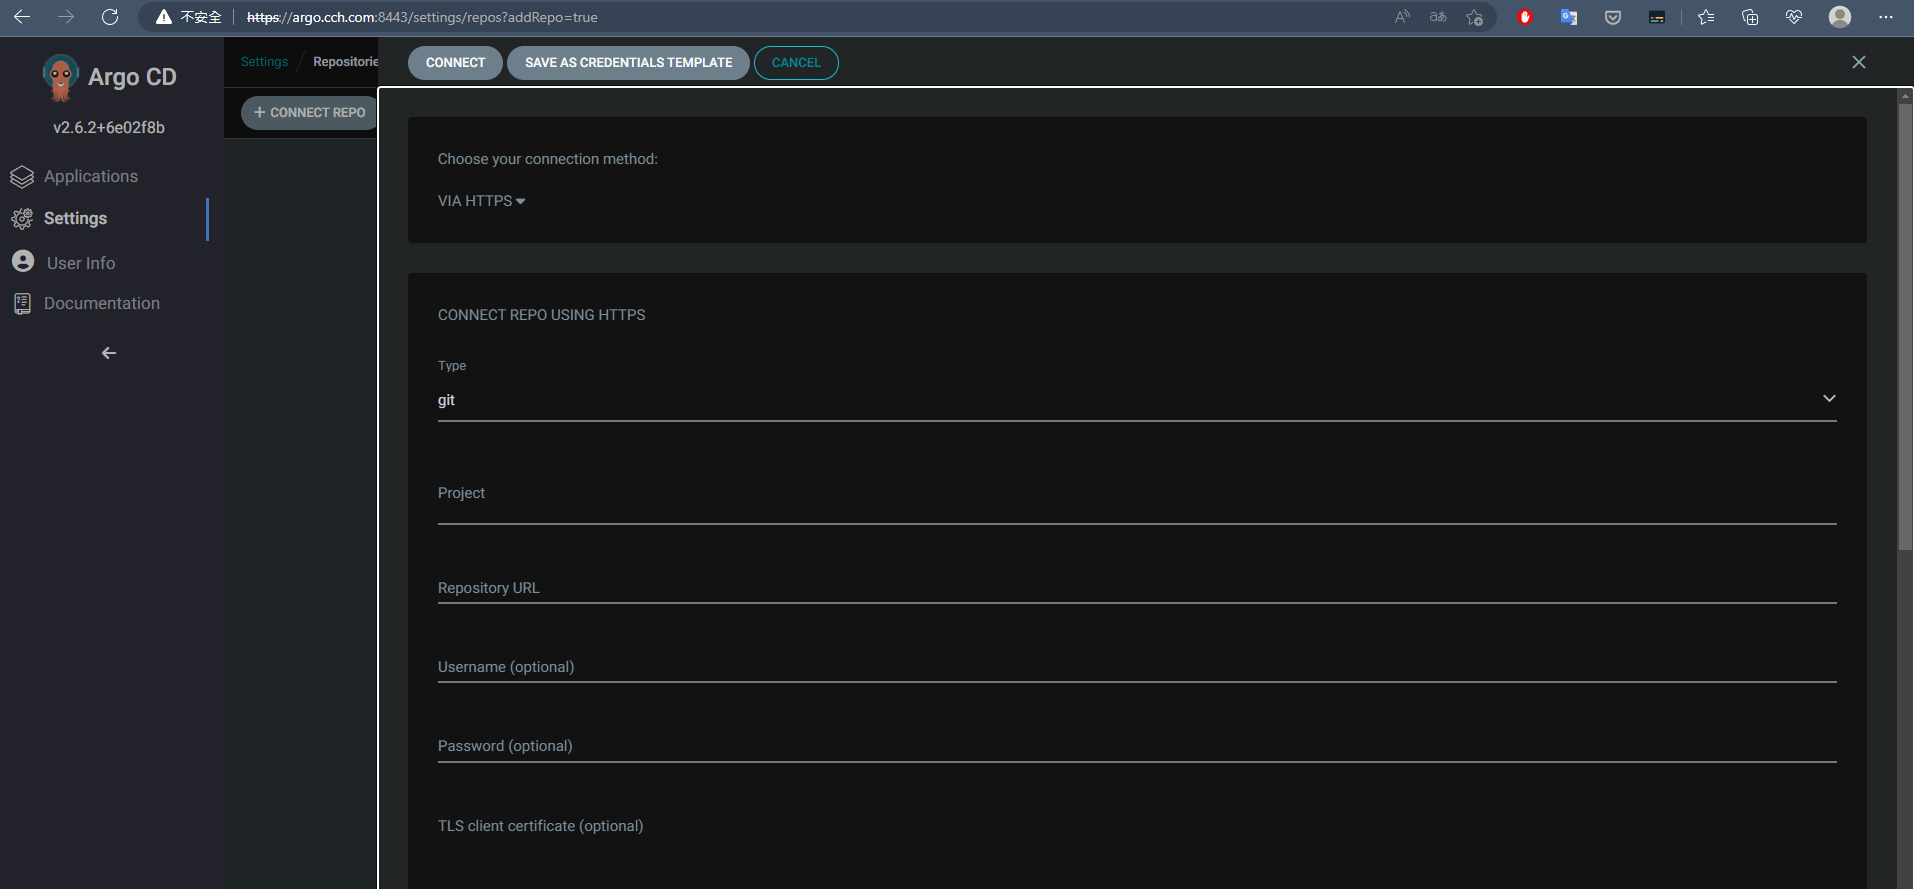 不安全 https://argo.cch.com:8443/settings/repos?addRepo=true
Argo CD
v2.6.2+6e02f8b
Applications
Settings
User Info
Documentation
Settings / Repositorie
+ CONNECT REPO
CONNECT
SAVE AS CREDENTIALS TEMPLATE
CANCEL
Choose your connection method:
VIA HTTPS
CONNECT REPO USING HTTPS
Type
git
Project
Repository URL
Username (optional)
Password (optional)
TLS client certificate (optional)